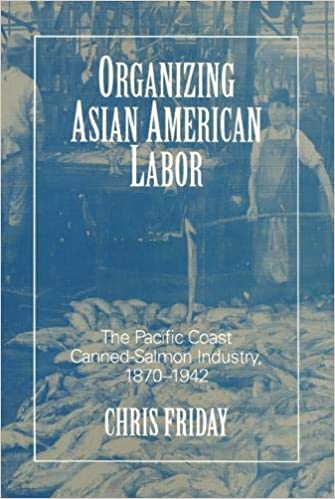 ORGANIZING
ASIAN AMERICAN
LABOR
The Pacific Coast
Canned-Salmon Industry,
1870–1942
CHRIS FRIDAY